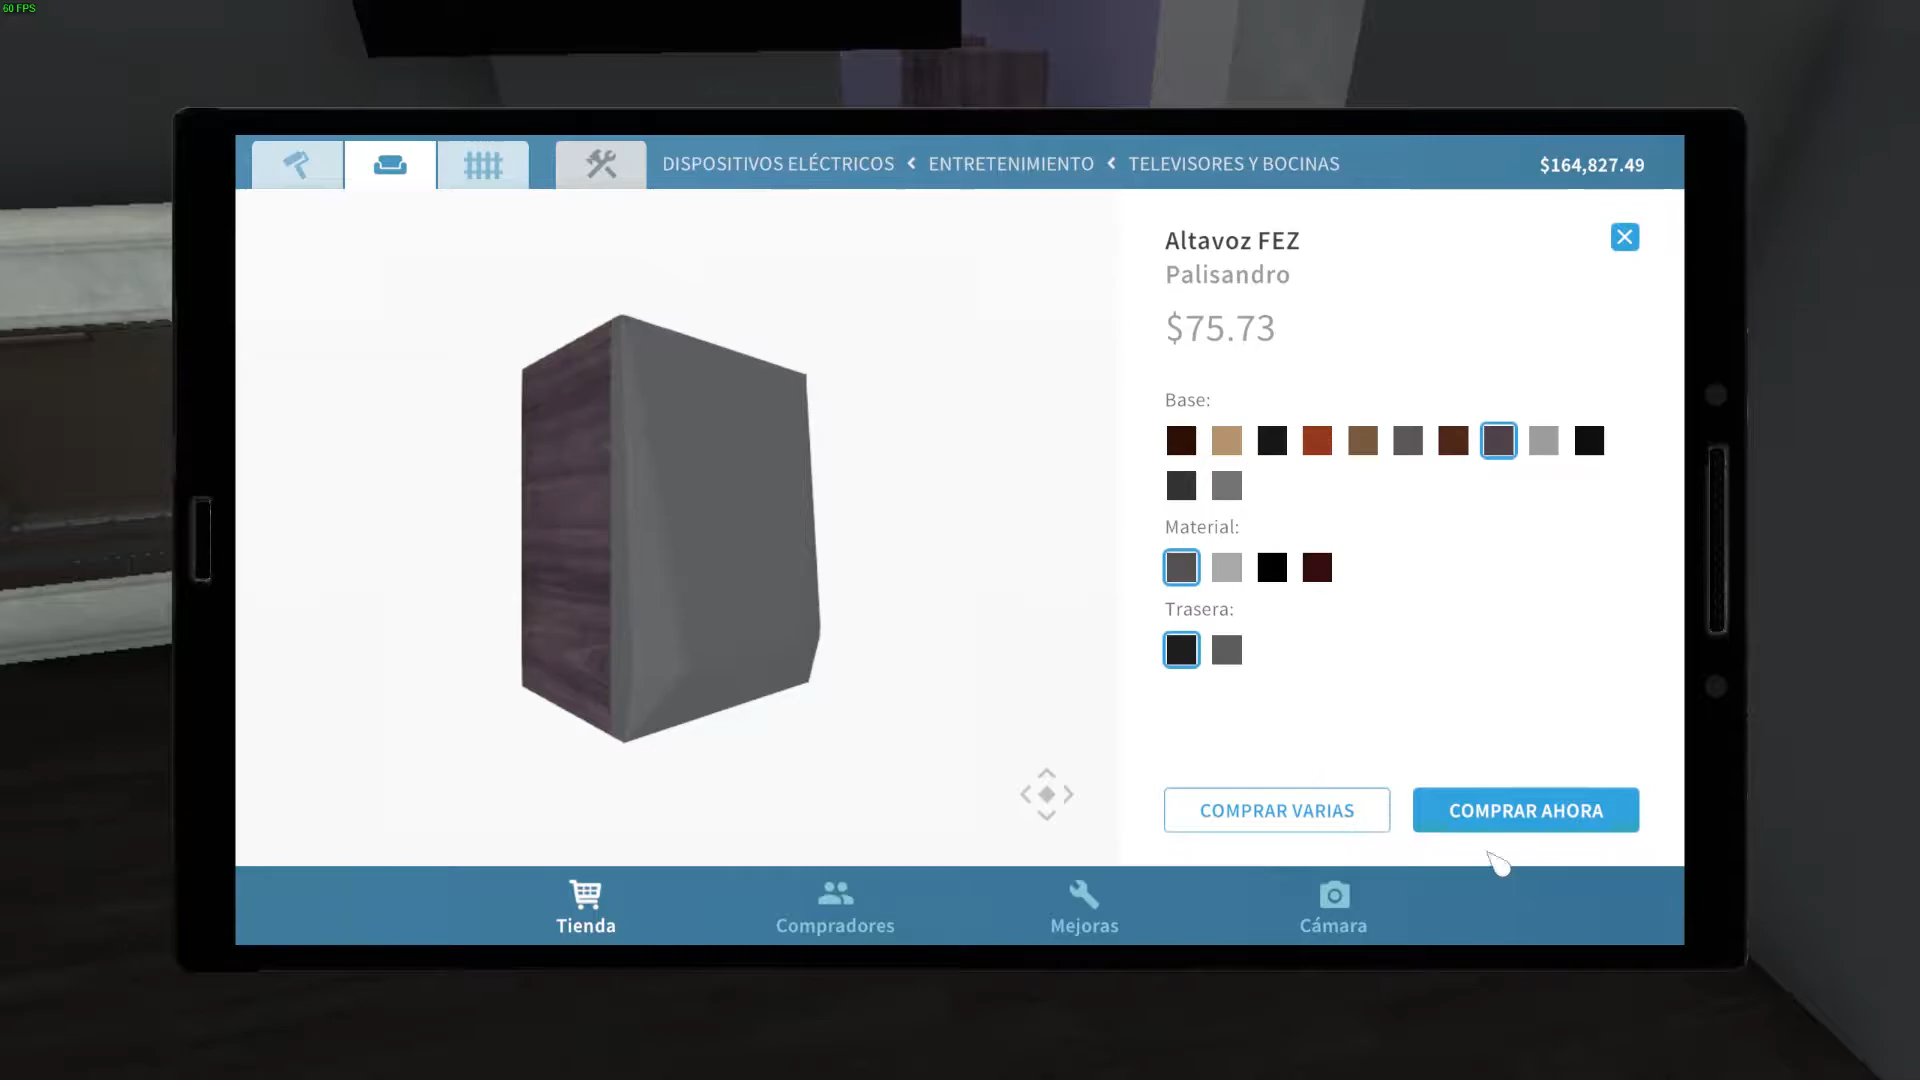 60 FPS
DISPOSITIVOS ELÉCTRICOS < ENTRETENIMIENTO < TELEVISORES Y BOCINAS
$164,827.49
Altavoz FEZ
Palisandro
$75.73
Base:
Material:
Trasera:
COMPRAR VARIAS
COMPRAR AHORA
Tienda
Compradores
Mejoras
Cámara